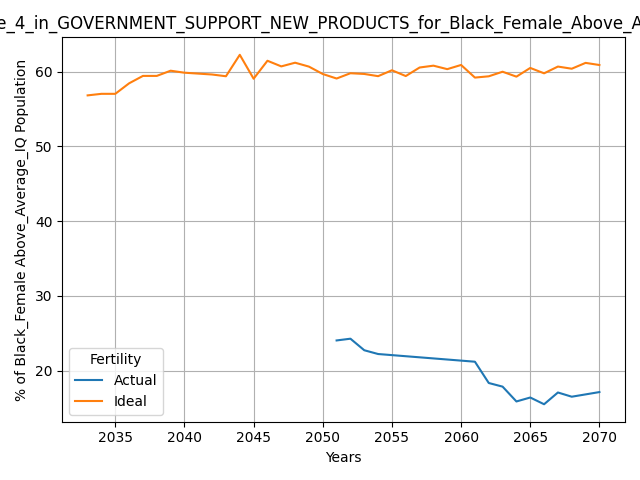 e_4_in_GOVERNMENT_SUPPORT_NEW_PRODUCTS_for_Black_Female_Above_A
% of Black_Female Above_Average_IQ Population
60
50
40
30
20
Fertility
Actual
Ideal
2035 2040 2045 2050 2055 2060 2065 2070
Years